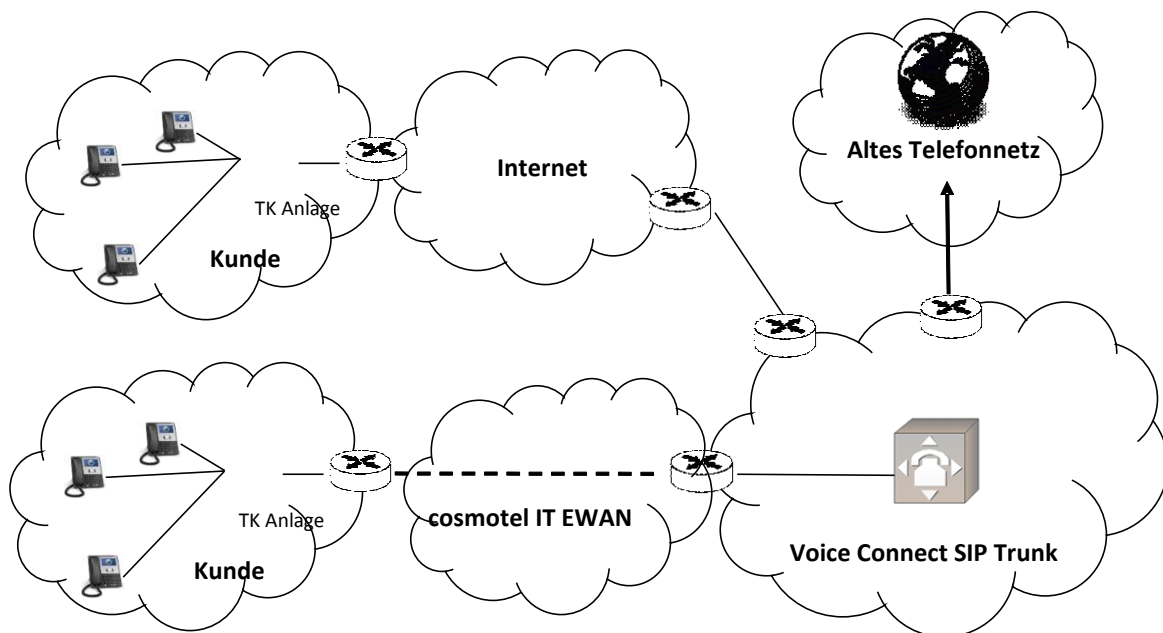 Internet
Altes Telefonnetz
TK Anlage
Kunde
cosmotel IT EWAN
TK Anlage
Kunde
Voice Connect SIP Trunk